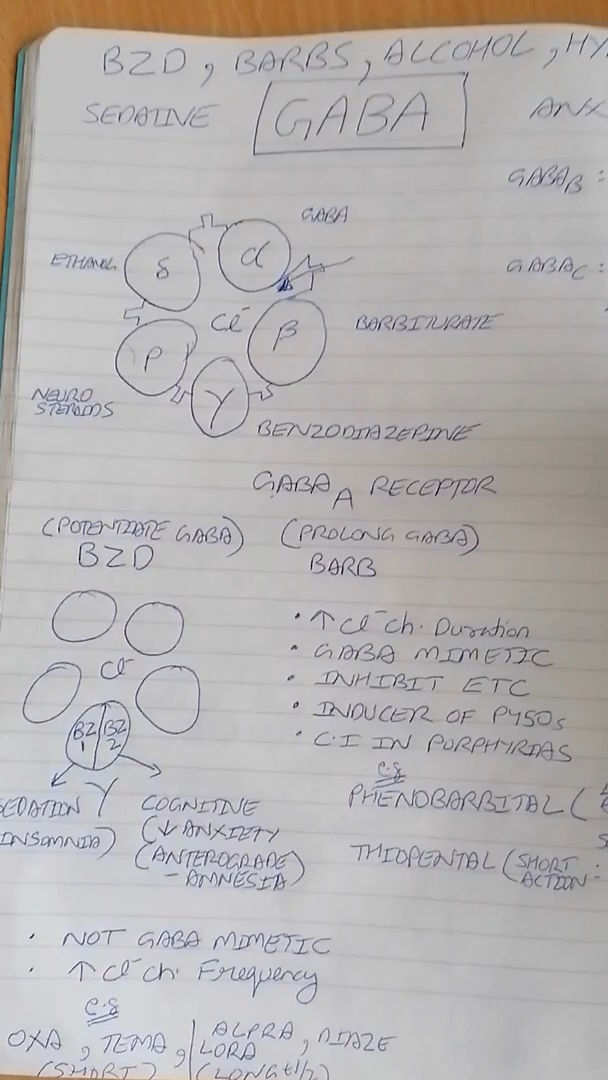 BZD, BARBS, ALCOHOL, HY
SEDATIVE GABA ANX
GABA_B :
GABA
ETHANOL δ α GABA_C :
Cl⁻ β BARBITURATE
ρ
NEURO
STEROIDS γ
BENZODIAZEPINE
GABA_A RECEPTOR
(POTENTIATE GABA) (PROLONG GABA)
BZD BARB
• ↑ Cl⁻ ch. Duration
• GABA MIMETIC
Cl⁻ • INHIBIT ETC
BZ1 BZ2 • INDUCER OF P450s
• C.I IN PORPHYRIAS
e.g
SEDATION γ COGNITIVE PHENOBARBITAL (
INSOMNIA) (↓ ANXIETY
(ANTEROGRADE) THIOPENTAL (SHORT
- AMNESIA) ACTION-
• NOT GABA MIMETIC
• ↑ Cl⁻ ch. Frequency
e.g
OXA, TEMA, ALPRA, DIAZE
LORA
(SHORT) (LONG t1/2)